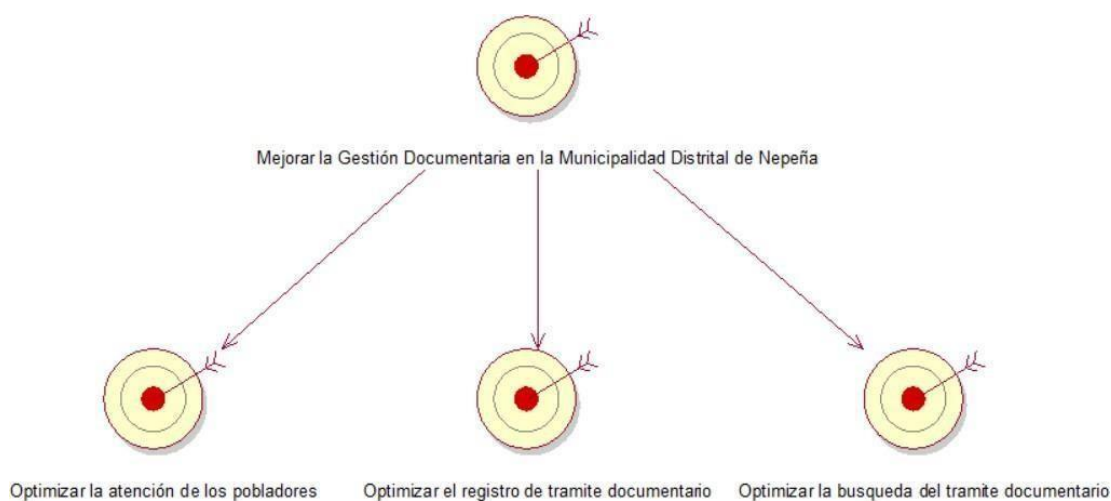 Mejorar la Gestión Documentaria en la Municipalidad Distrital de Nepeña
Optimizar la atención de los pobladores
Optimizar el registro de tramite documentario
Optimizar la busqueda del tramite documentario